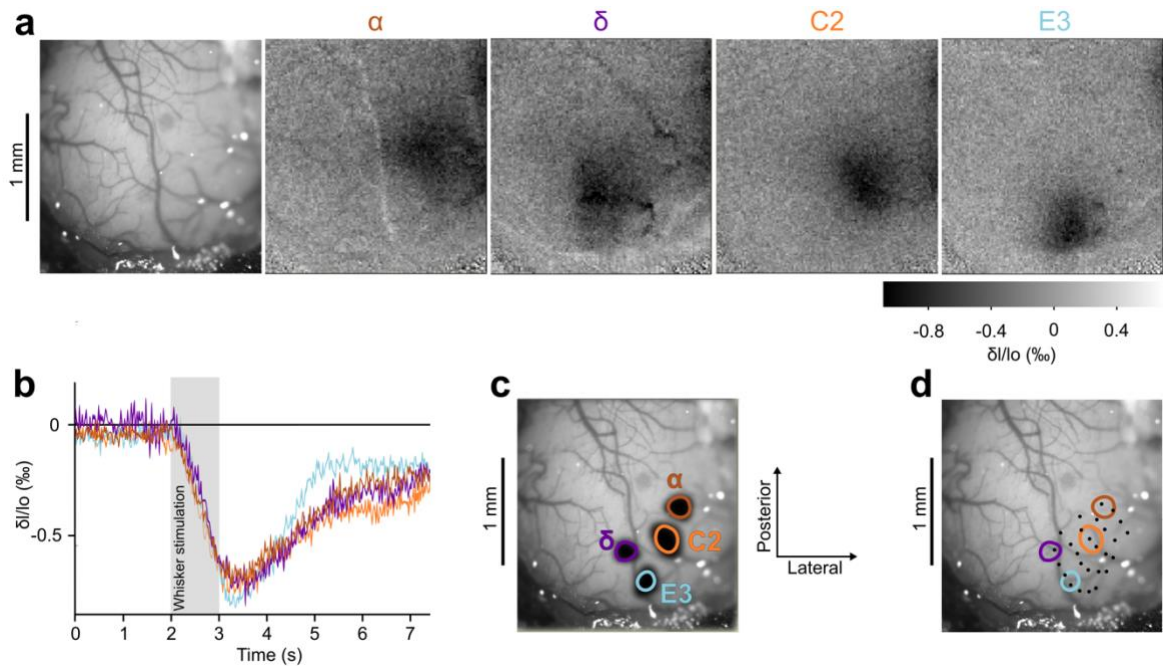 a
α
δ
C2
E3
1 mm
-0.8 -0.4 0 0.4
δI/Io (‰)
b
0
-0.5
δI/Io (‰)
Whisker stimulation
0 1 2 3 4 5 6 7
Time (s)
c
1 mm
α
δ
C2
E3
Posterior
Lateral
d
1 mm